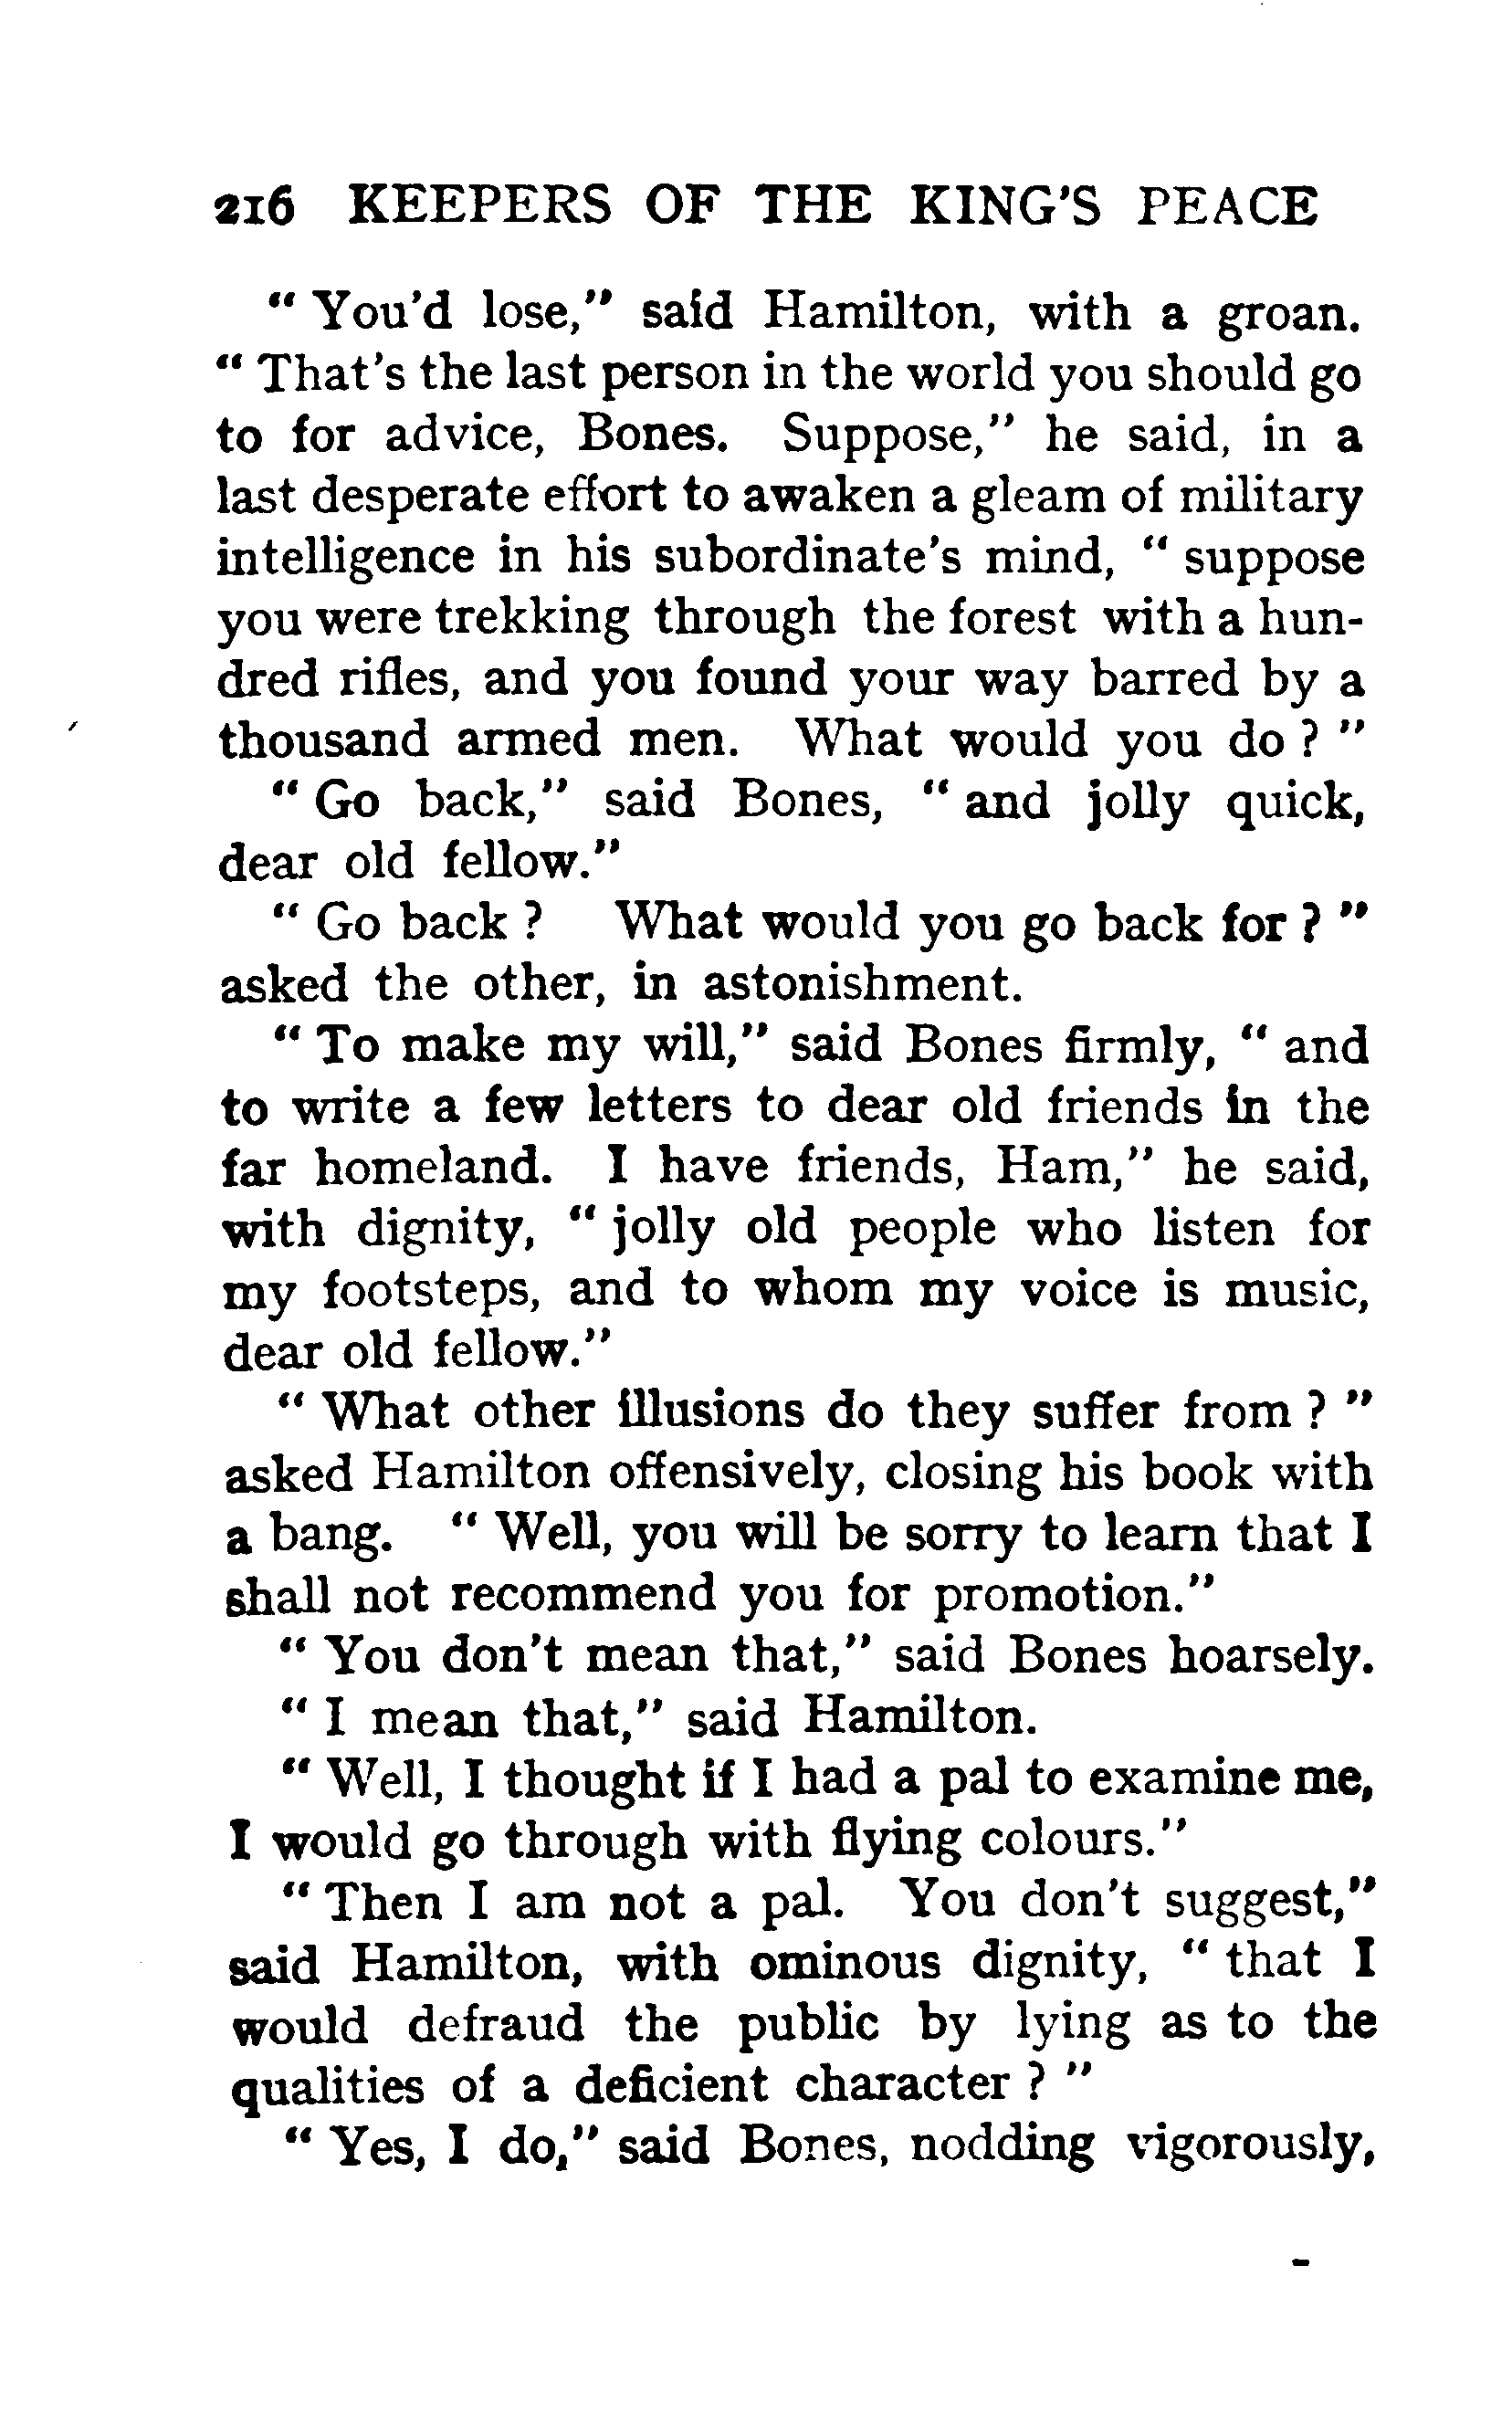 216 KEEPERS OF THE KING'S PEACE
" You'd lose," said Hamilton, with a groan.
" That's the last person in the world you should go
to for advice, Bones. Suppose," he said, in a
last desperate effort to awaken a gleam of military
intelligence in his subordinate's mind, " suppose
you were trekking through the forest with a hun-
dred rifles, and you found your way barred by a
thousand armed men. What would you do ? "
" Go back," said Bones, " and jolly quick,
dear old fellow."
" Go back ? What would you go back for ? "
asked the other, in astonishment.
" To make my will," said Bones firmly, " and
to write a few letters to dear old friends in the
far homeland. I have friends, Ham," he said,
with dignity, " jolly old people who listen for
my footsteps, and to whom my voice is music,
dear old fellow."
" What other illusions do they suffer from ? "
asked Hamilton offensively, closing his book with
a bang. " Well, you will be sorry to learn that I
shall not recommend you for promotion."
" You don't mean that," said Bones hoarsely.
" I mean that," said Hamilton.
" Well, I thought if I had a pal to examine me,
I would go through with flying colours."
" Then I am not a pal. You don't suggest,"
said Hamilton, with ominous dignity, " that I
would defraud the public by lying as to the
qualities of a deficient character ? "
" Yes, I do," said Bones, nodding vigorously,